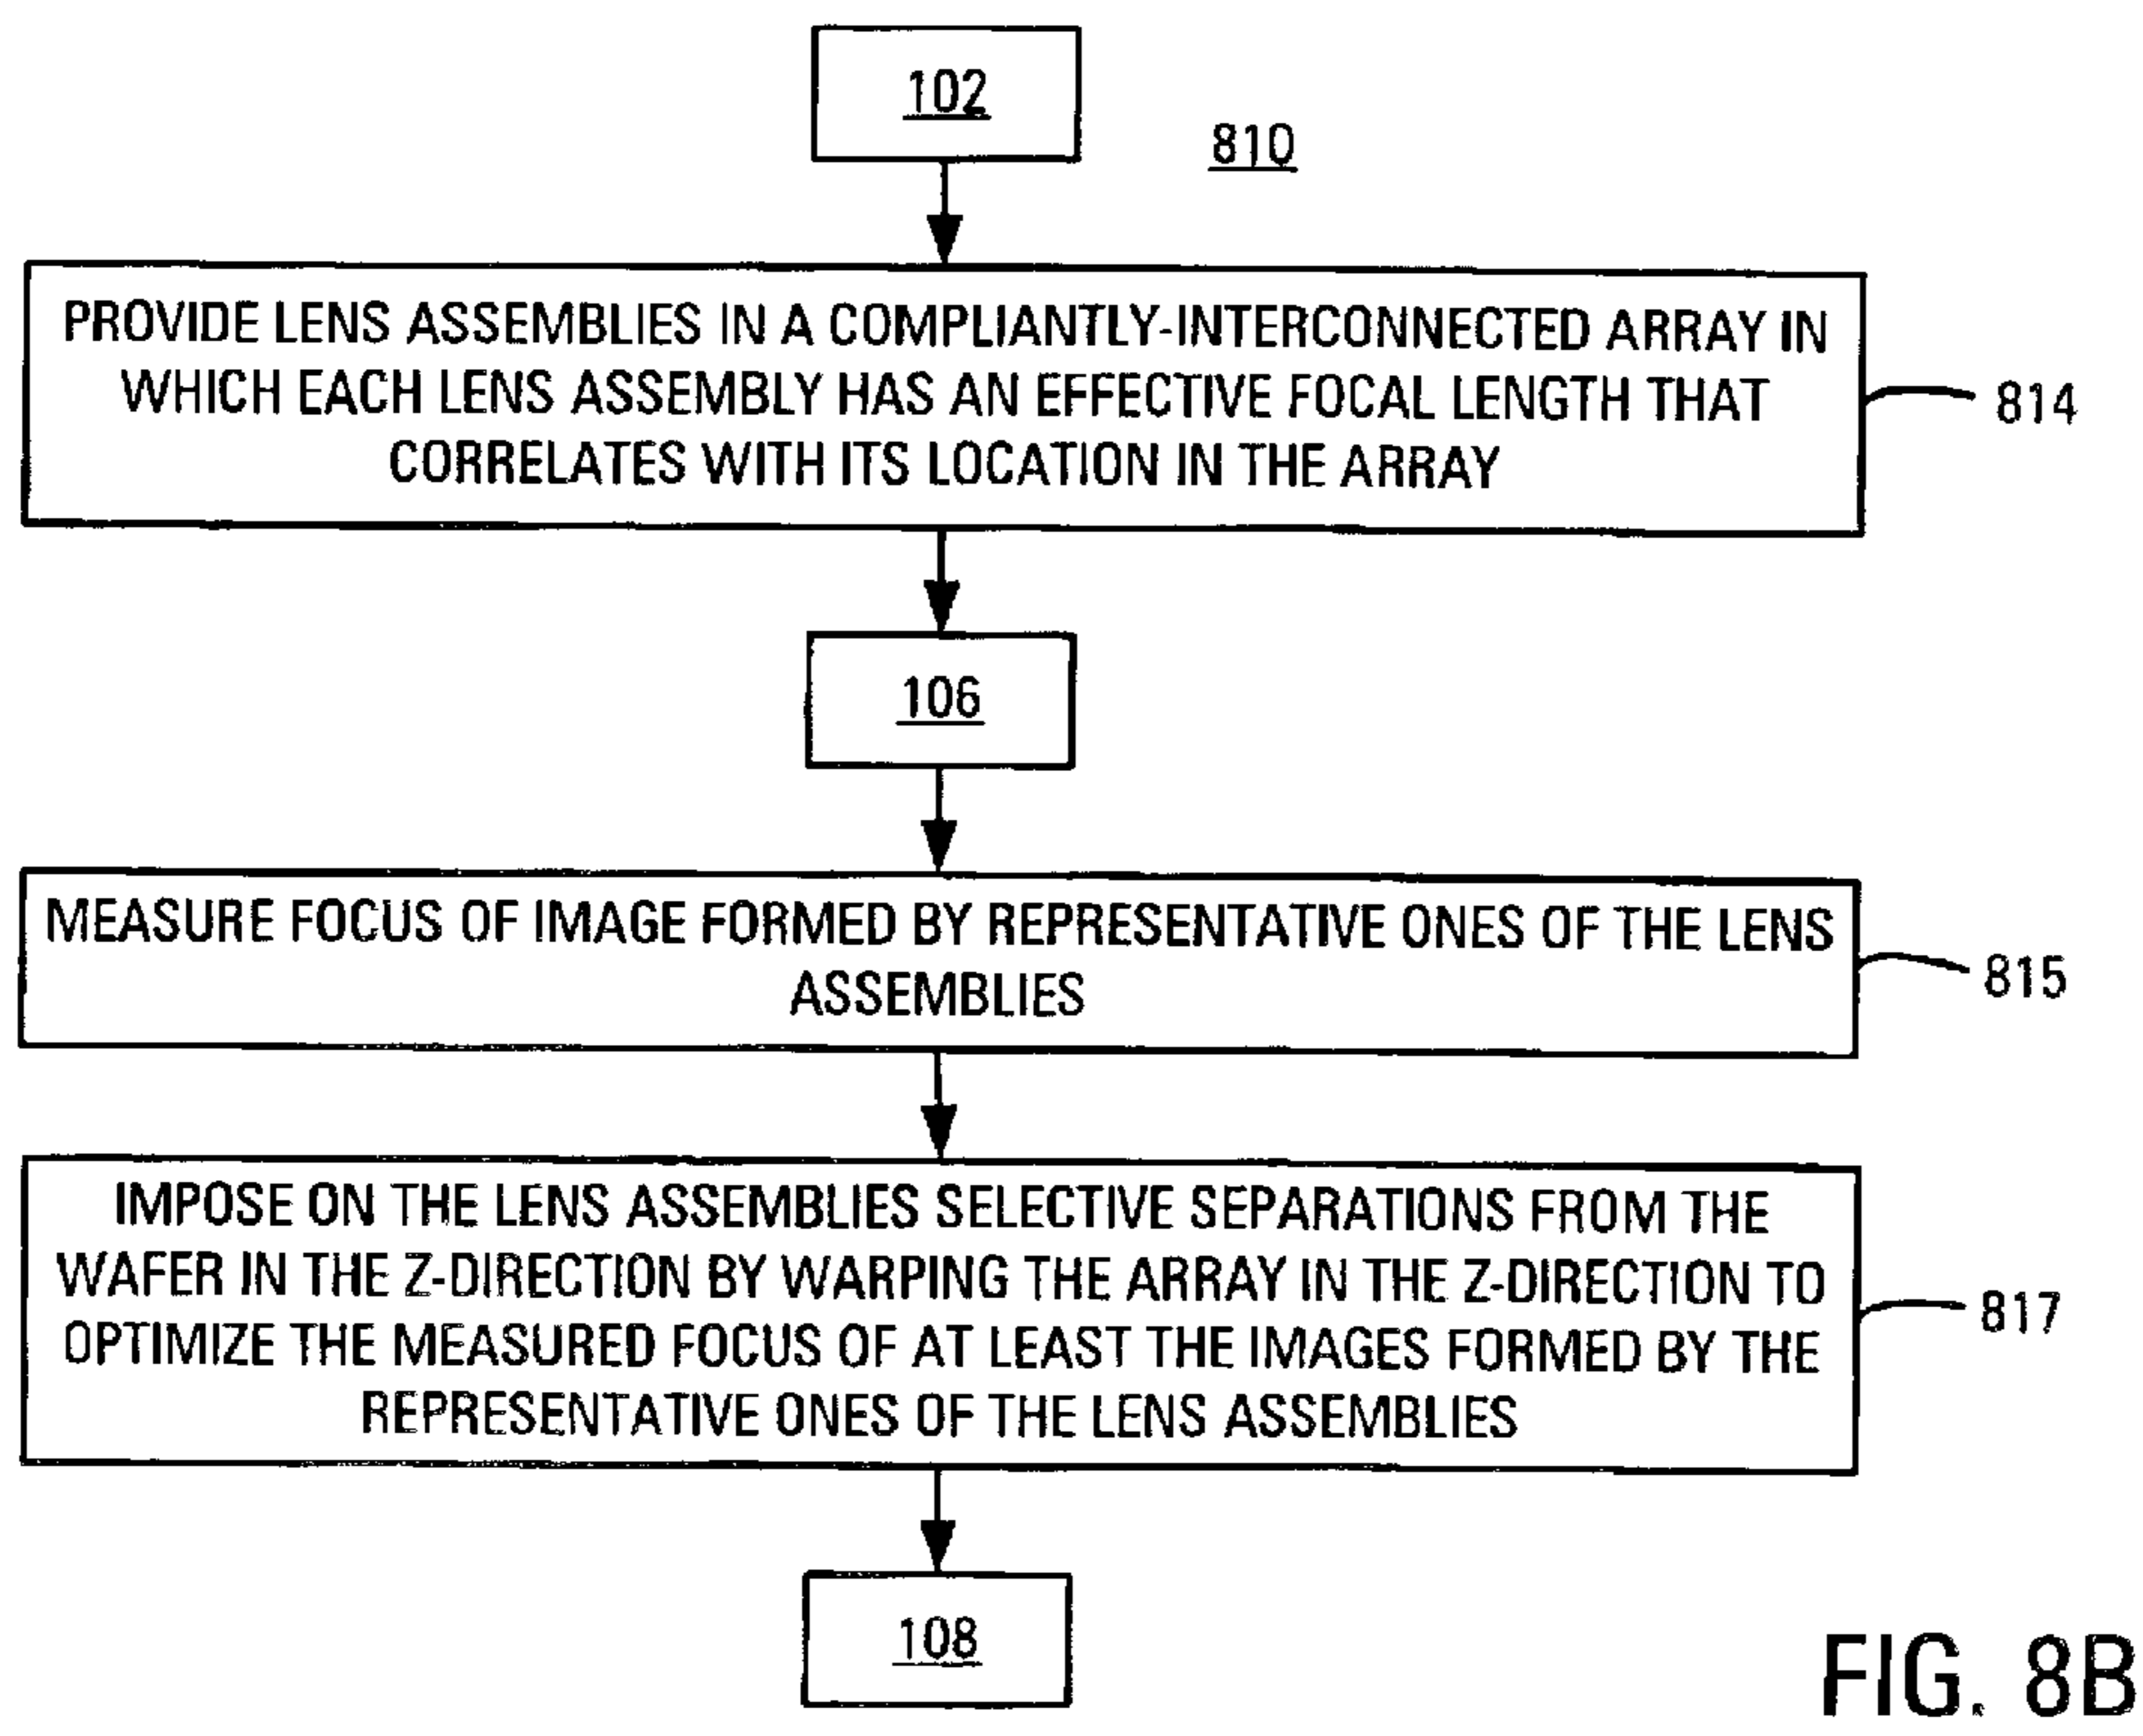 102
810
PROVIDE LENS ASSEMBLIES IN A COMPLIANTLY-INTERCONNECTED ARRAY IN
WHICH EACH LENS ASSEMBLY HAS AN EFFECTIVE FOCAL LENGTH THAT
CORRELATES WITH ITS LOCATION IN THE ARRAY
814
106
MEASURE FOCUS OF IMAGE FORMED BY REPRESENTATIVE ONES OF THE LENS
ASSEMBLIES
815
IMPOSE ON THE LENS ASSEMBLIES SELECTIVE SEPARATIONS FROM THE
WAFER IN THE Z-DIRECTION BY WARPING THE ARRAY IN THE Z-DIRECTION TO
OPTIMIZE THE MEASURED FOCUS OF AT LEAST THE IMAGES FORMED BY THE
REPRESENTATIVE ONES OF THE LENS ASSEMBLIES
817
108
FIG. 8B